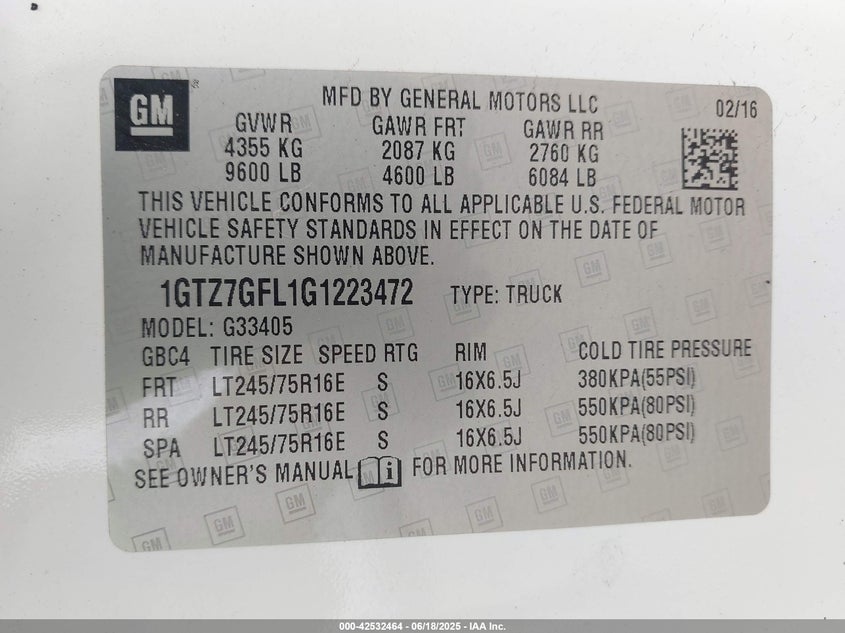 GM
MFD BY GENERAL MOTORS LLC
02/16
GVWR GAWR FRT GAWR RR
4355 KG 2087 KG 2760 KG
9600 LB 4600 LB 6084 LB
THIS VEHICLE CONFORMS TO ALL APPLICABLE U.S. FEDERAL MOTOR
VEHICLE SAFETY STANDARDS IN EFFECT ON THE DATE OF
MANUFACTURE SHOWN ABOVE.
1GTZ7GFL1G1223472 TYPE: TRUCK
MODEL: G33405
GBC4 TIRE SIZE SPEED RTG RIM COLD TIRE PRESSURE
FRT LT245/75R16E S 16X6.5J 380KPA(55PSI)
RR LT245/75R16E S 16X6.5J 550KPA(80PSI)
SPA LT245/75R16E S 16X6.5J 550KPA(80PSI)
SEE OWNER'S MANUAL i FOR MORE INFORMATION.
000-42532464 - 06/18/2025 - IAA Inc.